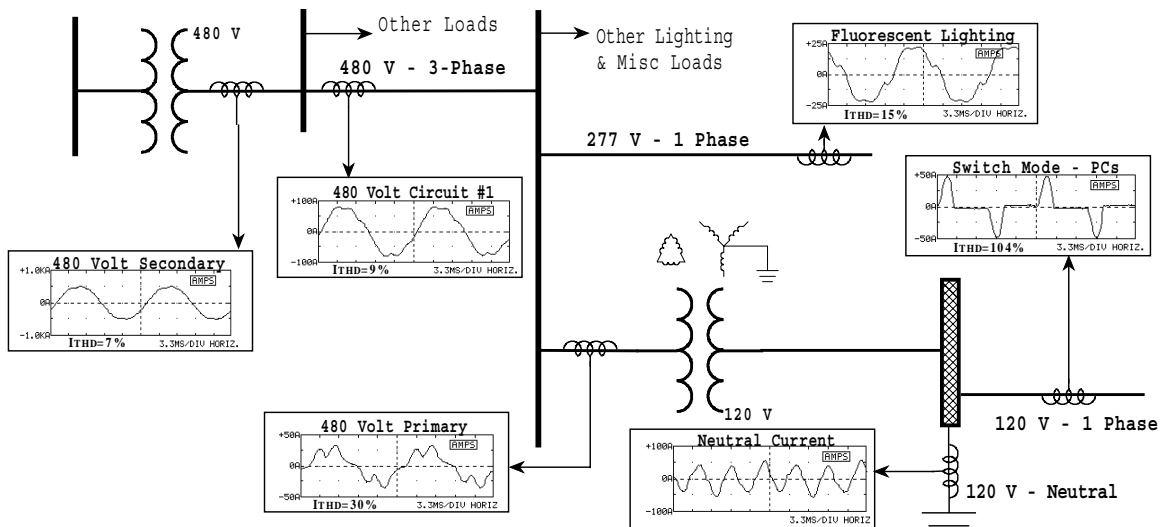 480 V
Other Loads
480 V - 3-Phase
Other Lighting
& Misc Loads
Fluorescent Lighting
+25A
AMPS
0A
-25A
ITHD=15%
3.3MS/DIV HORIZ.
277 V - 1 Phase
Switch Mode - PCs
+50A
AMPS
0A
-50A
ITHD=104%
3.3MS/DIV HORIZ.
480 Volt Circuit #1
+100A
AMPS
0A
-100A
ITHD=9%
3.3MS/DIV HORIZ.
480 Volt Secondary
+1.0KA
AMPS
0A
-1.0KA
ITHD=7%
3.3MS/DIV HORIZ.
120 V
120 V - 1 Phase
480 Volt Primary
+50A
AMPS
0A
-50A
ITHD=30%
3.3MS/DIV HORIZ.
Neutral Current
+100A
AMPS
0A
-100A
3.3MS/DIV HORIZ.
120 V - Neutral